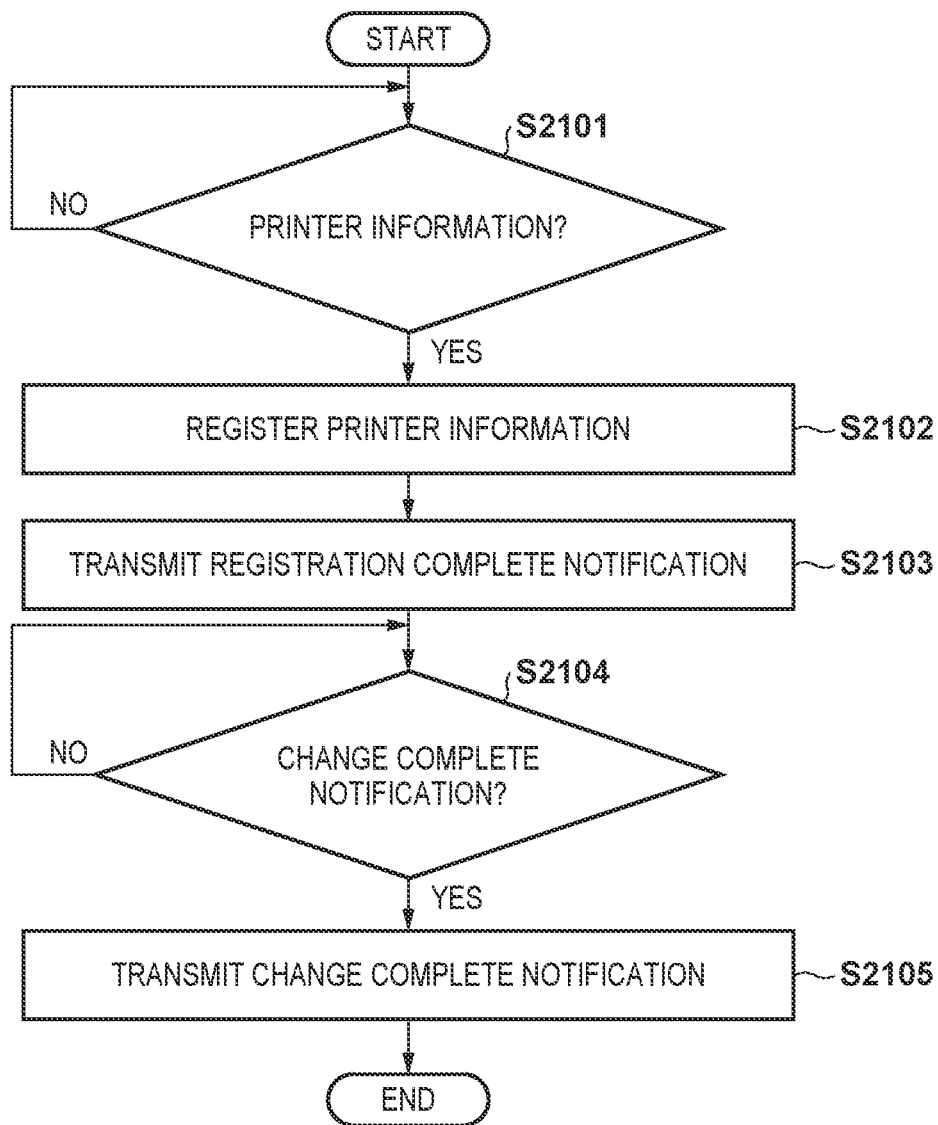 START
S2101
NO
PRINTER INFORMATION?
YES
REGISTER PRINTER INFORMATION
S2102
TRANSMIT REGISTRATION COMPLETE NOTIFICATION
S2103
S2104
NO
CHANGE COMPLETE
NOTIFICATION?
YES
TRANSMIT CHANGE COMPLETE NOTIFICATION
S2105
END